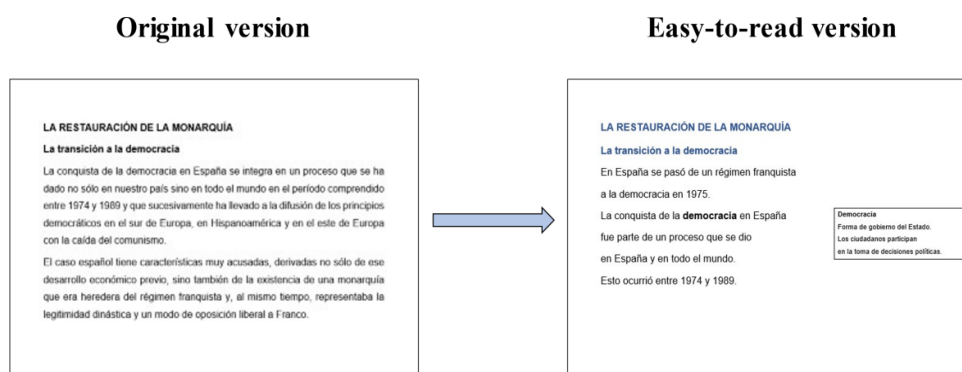 Original version
Easy-to-read version
LA RESTAURACIÓN DE LA MONARQUÍA
La transición a la democracia
La conquista de la democracia en España se integra en un proceso que se ha
dado no sólo en nuestro país sino en todo el mundo en el período comprendido
entre 1974 y 1989 y que sucesivamente ha llevado a la difusión de los principios
democráticos en el sur de Europa, en Hispanoamérica y en el este de Europa
con la caída del comunismo.
El caso español tiene características muy acusadas, derivadas no sólo de ese
desarrollo económico previo, sino también de la existencia de una monarquía
que era heredera del régimen franquista y, al mismo tiempo, representaba la
legitimidad dinástica y un modo de oposición liberal a Franco.
LA RESTAURACIÓN DE LA MONARQUÍA
La transición a la democracia
En España se pasó de un régimen franquista
a la democracia en 1975.
La conquista de la democracia en España
fue parte de un proceso que se dio
en España y en todo el mundo.
Esto ocurrió entre 1974 y 1989.
Democracia
Forma de gobierno del Estado.
Los ciudadanos participan
en la toma de decisiones políticas.